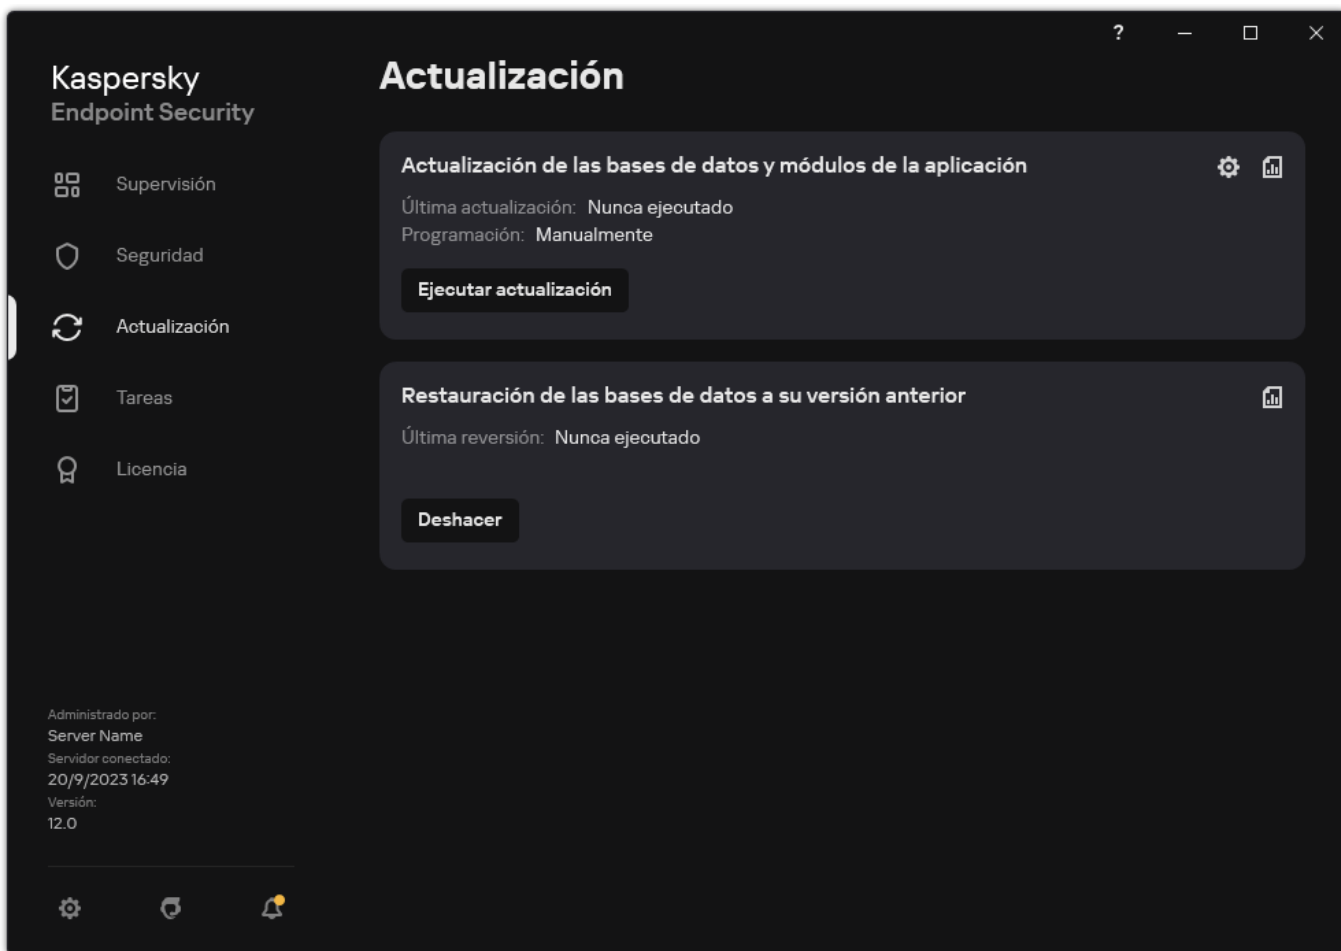 ?
Kaspersky
Endpoint Security
Supervisión
Seguridad
Actualización
Tareas
Licencia
Administrado por:
Server Name
Servidor conectado:
20/9/2023 16:49
Versión:
12.0
Actualización
Actualización de las bases de datos y módulos de la aplicación
Última actualización: Nunca ejecutado
Programación: Manualmente
Ejecutar actualización
Restauración de las bases de datos a su versión anterior
Última reversión: Nunca ejecutado
Deshacer